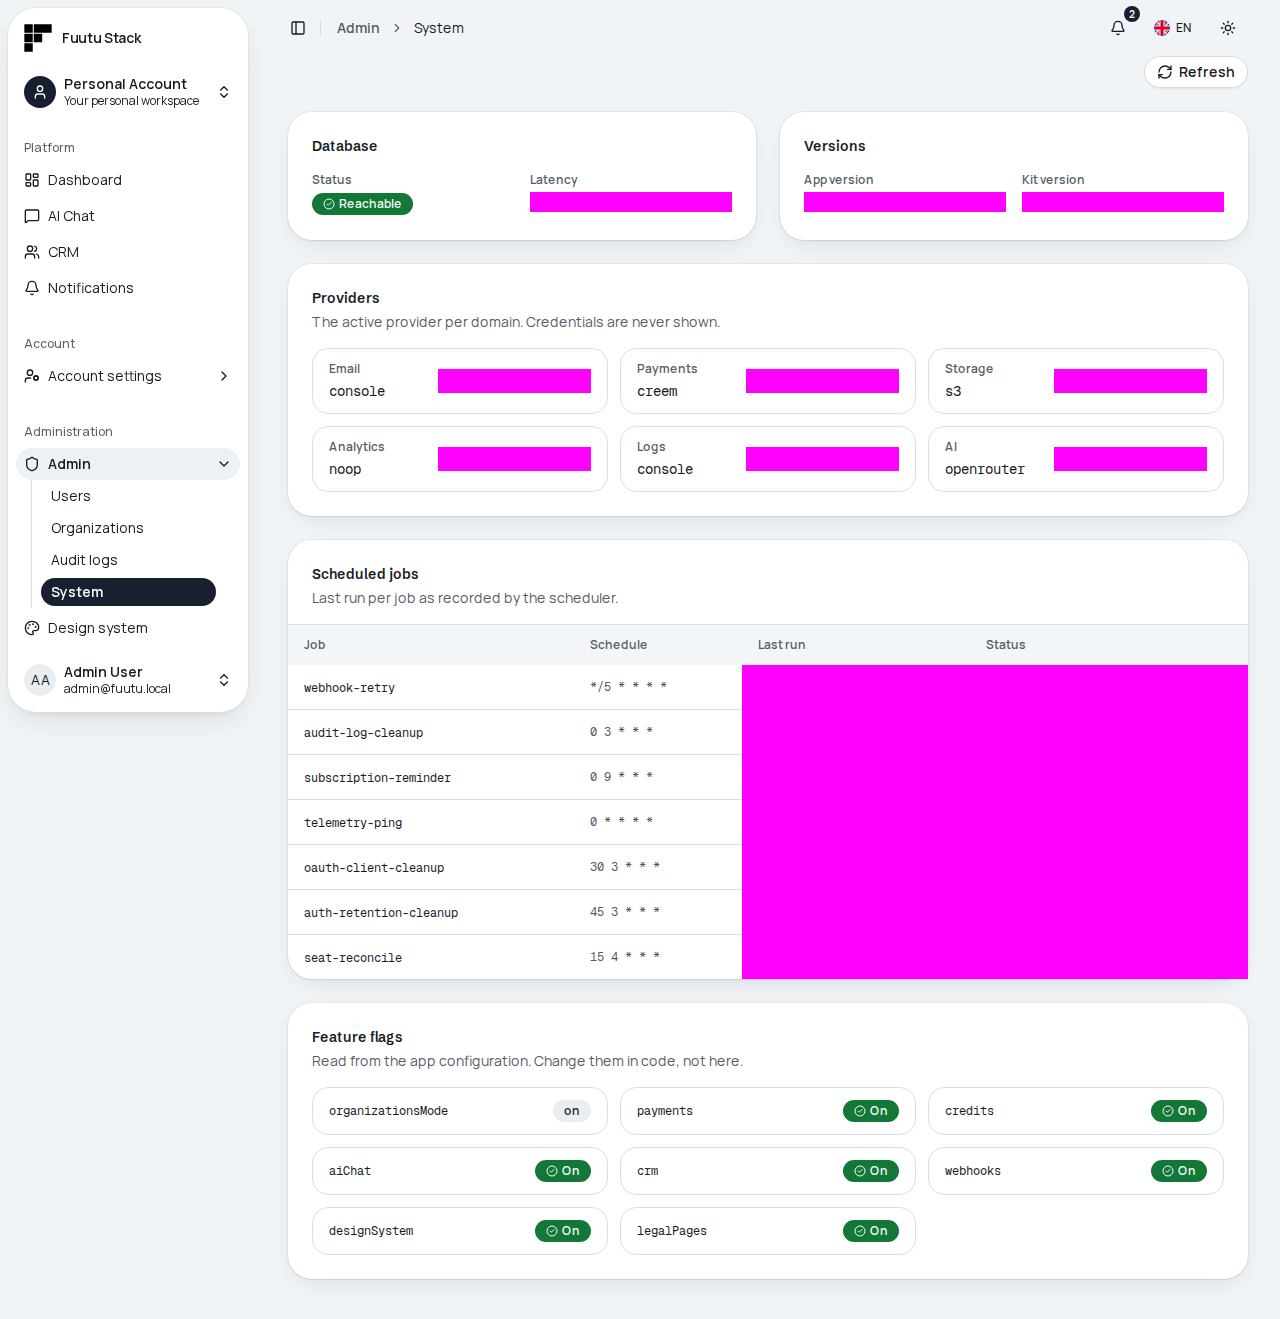 Fuutu Stack
Personal Account
Your personal workspace
Platform
Dashboard
AI Chat
CRM
Notifications
Account
Account settings
Administration
Admin
Users
Organizations
Audit logs
System
Design system
AA
Admin User
admin@fuutu.local
Admin > System
2
EN
Refresh
Database
Status
Reachable
Latency
Versions
App version
Kit version
Providers
The active provider per domain. Credentials are never shown.
Email
console
Payments
creem
Storage
s3
Analytics
noop
Logs
console
AI
openrouter
Scheduled jobs
Last run per job as recorded by the scheduler.
Job Schedule Last run Status
webhook-retry */5 * * * *
audit-log-cleanup 0 3 * * *
subscription-reminder 0 9 * * *
telemetry-ping 0 * * * *
oauth-client-cleanup 30 3 * * *
auth-retention-cleanup 45 3 * * *
seat-reconcile 15 4 * * *
Feature flags
Read from the app configuration. Change them in code, not here.
organizationsMode on
payments On
credits On
aiChat On
crm On
webhooks On
designSystem On
legalPages On